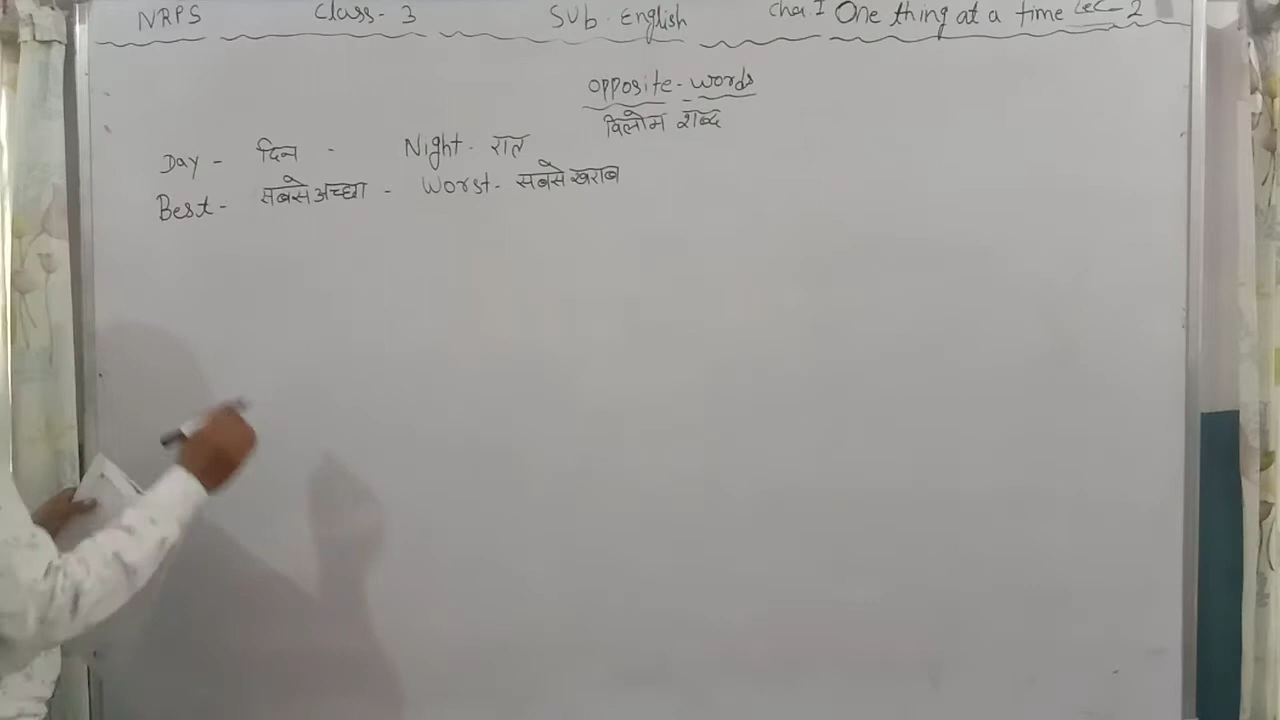 NRPS Class- 3 Sub. English Cha. I One thing at a time Lec - 2
Opposite - Words
विलोम शब्द
Day - दिन - Night - रात
Best - सबसे अच्छा - Worst - सबसे खराब